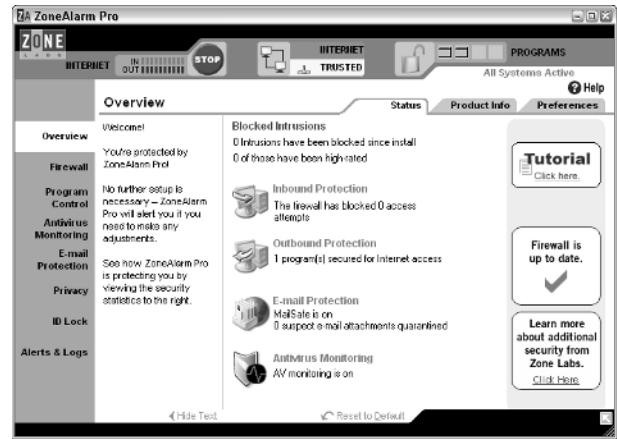 ZA ZoneAlarm Pro
ZONE
LABS
INTERNET
IN
OUT
STOP
INTERNET
TRUSTED
PROGRAMS
All Systems Active
Help
Overview
Status
Product Info
Preferences
Overview
Firewall
Program
Control
Antivirus
Monitoring
E-mail
Protection
Privacy
ID Lock
Alerts & Logs
Welcome!
You're protected by
ZoneAlarm Pro!
No further setup is
necessary – ZoneAlarm
Pro will alert you if you
need to make any
adjustments.
See how ZoneAlarm Pro
is protecting you by
viewing the security
statistics to the right.
Blocked Intrusions
0 Intrusions have been blocked since install
0 of those have been high-rated
Inbound Protection
The firewall has blocked 0 access
attempts
Outbound Protection
1 program(s) secured for Internet access
E-mail Protection
MailSafe is on
0 suspect e-mail attachments quarantined
Antivirus Monitoring
AV monitoring is on
Tutorial
Click here.
Firewall is
up to date.
Learn more
about additional
security from
Zone Labs.
Click Here
Hide Text
Reset to Default